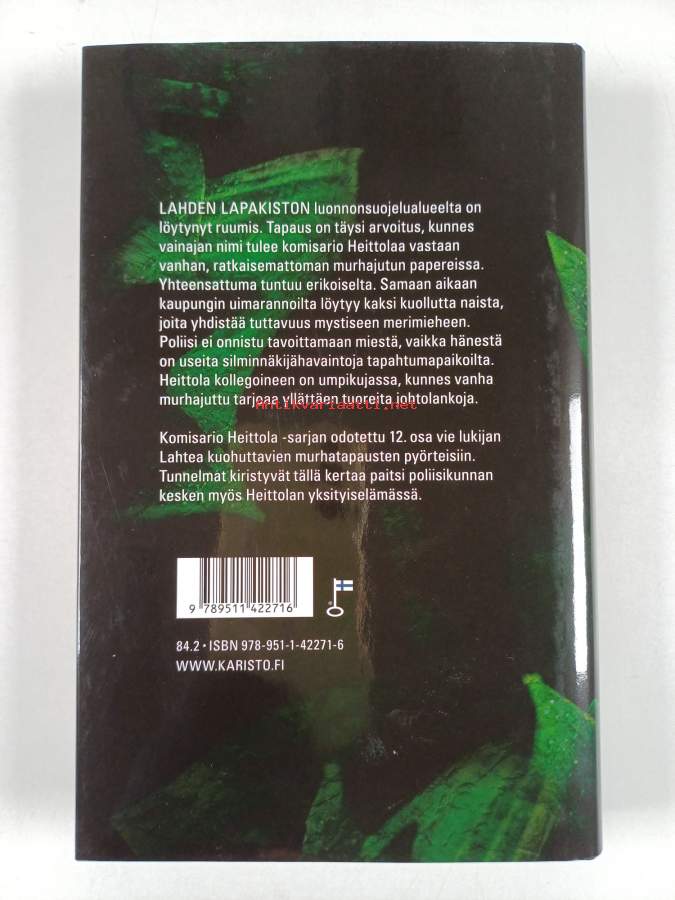 LAHDEN LAPAKISTON luonnonsuojelualueelta on
löytynyt ruumis. Tapaus on täysi arvoitus, kunnes
vainajan nimi tulee komisario Heittolaa vastaan
vanhan, ratkaisemattoman murhajutun papereissa.
Yhteensattuma tuntuu erikoiselta. Samaan aikaan
kaupungin uimarannoilta löytyy kaksi kuollutta naista,
joita yhdistää tuttavuus mystiseen merimieheen.
Poliisi ei onnistu tavoittamaan miestä, vaikka hänestä
on useita silminnäkijähavaintoja tapahtumapaikoilta.
Heittola kollegoineen on umpikujassa, kunnes vanha
murhajuttu tarjoaa yllättäen tuoreita johtolankoja.
Antikvariaatti.net
Komisario Heittola -sarjan odotettu 12. osa vie lukijan
Lahtea kuohuttavien murhatapausten pyörteisiin.
Tunnelmat kiristyvät tällä kertaa paitsi poliisikunnan
kesken myös Heittolan yksityiselämässä.
9 789511 422716
84.2 • ISBN 978-951-1-42271-6
WWW.KARISTO.FI